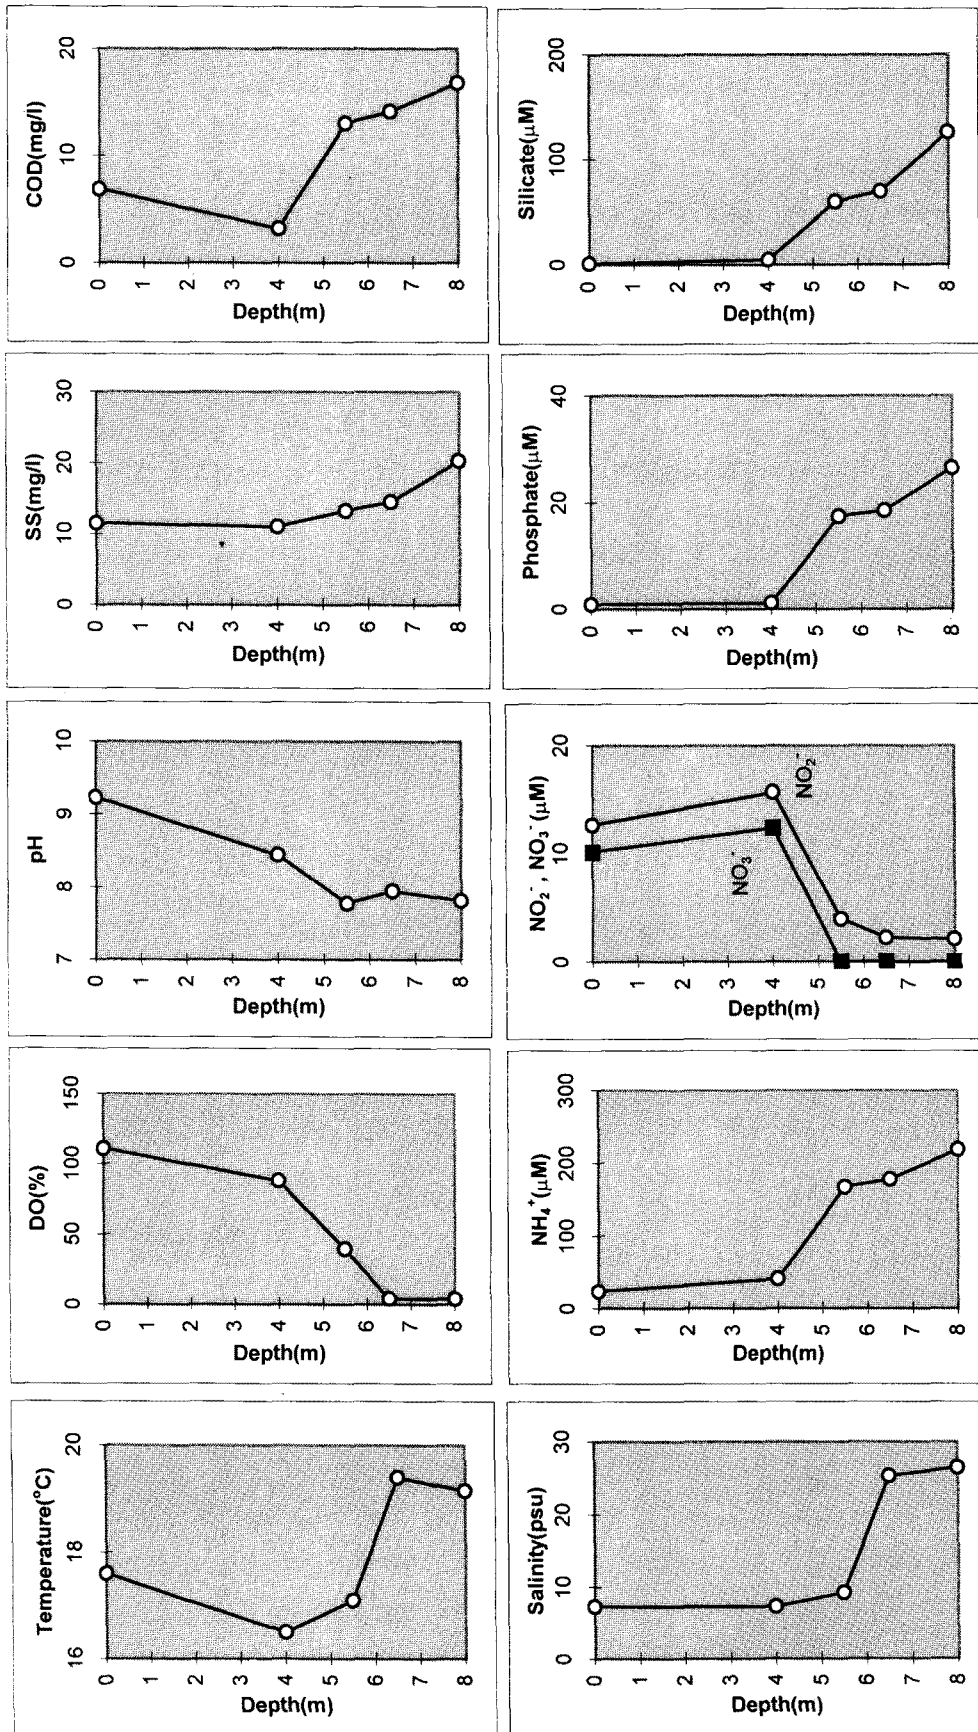 Temperature(°C)
16 18 20
0
1
2
3
4
5
6
7
8
Depth(m)
DO(%)
0 50 100 150
0
1
2
3
4
5
6
7
8
Depth(m)
pH
7 8 9 10
0
1
2
3
4
5
6
7
8
Depth(m)
SS(mg/l)
0 10 20 30
0
1
2
3
4
5
6
7
8
Depth(m)
COD(mg/l)
0 10 20
0
1
2
3
4
5
6
7
8
Depth(m)
Salinity(psu)
0 10 20 30
0
1
2
3
4
5
6
7
8
Depth(m)
NH₄⁺(μM)
0 100 200 300
0
1
2
3
4
5
6
7
8
Depth(m)
NO₂⁻, NO₃⁻(μM)
0 10 20
0
1
2
3
4
5
6
7
8
Depth(m)
NO₃⁻
NO₂⁻
Phosphate(μM)
0 20 40
0
1
2
3
4
5
6
7
8
Depth(m)
Silicate(μM)
0 100 200
0
1
2
3
4
5
6
7
8
Depth(m)